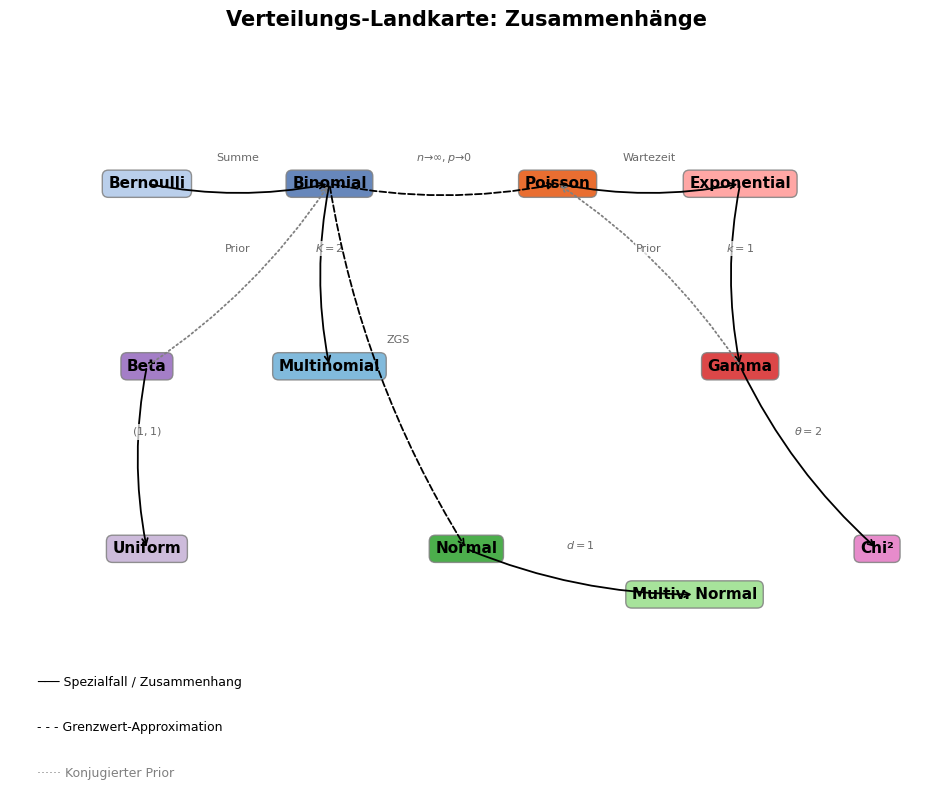 Verteilungs-Landkarte: Zusammenhänge
Summe
n→∞, p→0
Wartezeit
Bernoulli
Binomial
Poisson
Exponential
Prior
K = 2
Prior
k = 1
ZGS
Beta
Multinomial
Gamma
(1, 1)
θ = 2
Uniform
Normal
d = 1
Chi²
Multiv. Normal
—— Spezialfall / Zusammenhang
- - - Grenzwert-Approximation
······ Konjugierter Prior